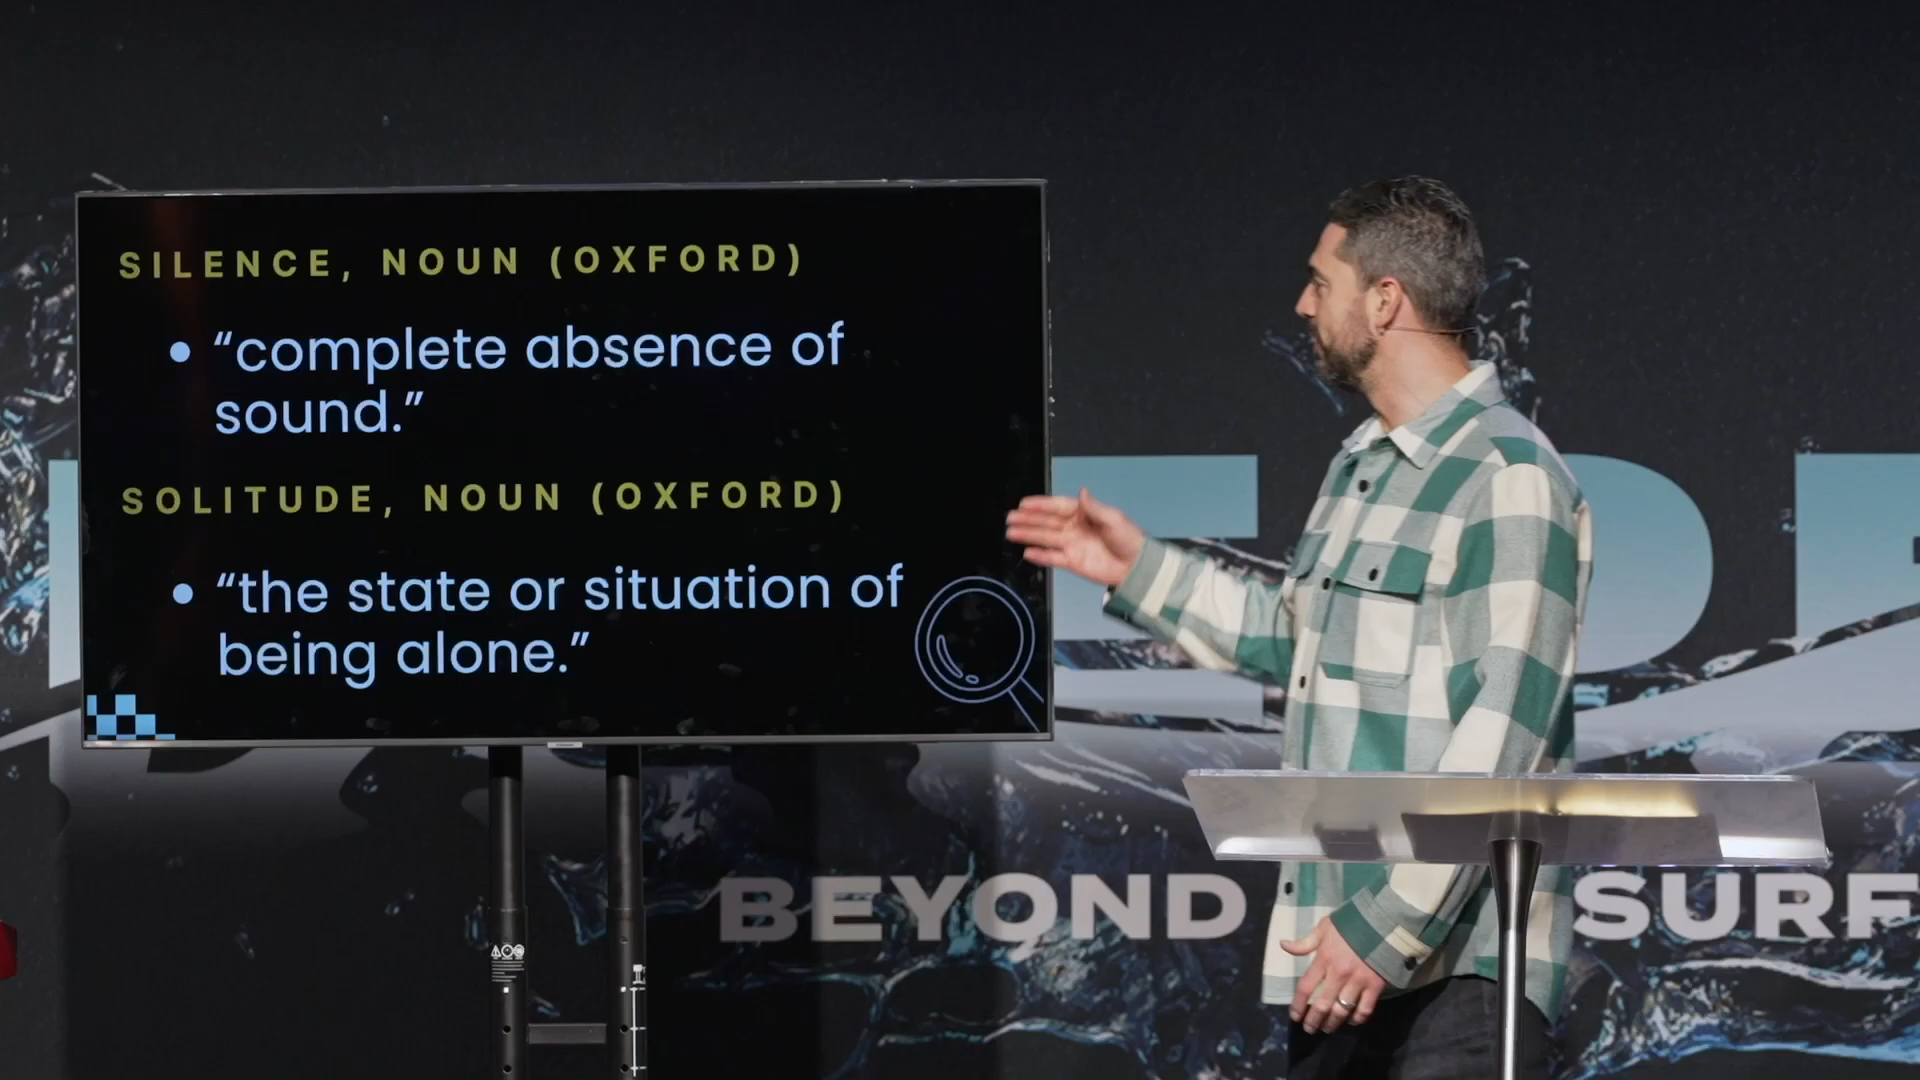 SILENCE, NOUN (OXFORD)
• “complete absence of
sound.”
SOLITUDE, NOUN (OXFORD)
• “the state or situation of
being alone.”
BEYOND SURF